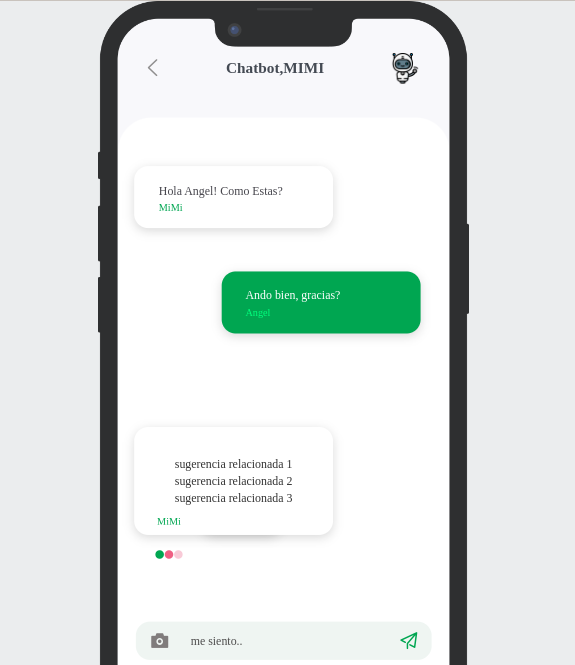 Chatbot,MIMI
Hola Angel! Como Estas?
MiMi
Ando bien, gracias?
Angel
sugerencia relacionada 1
sugerencia relacionada 2
sugerencia relacionada 3
MiMi
me siento..